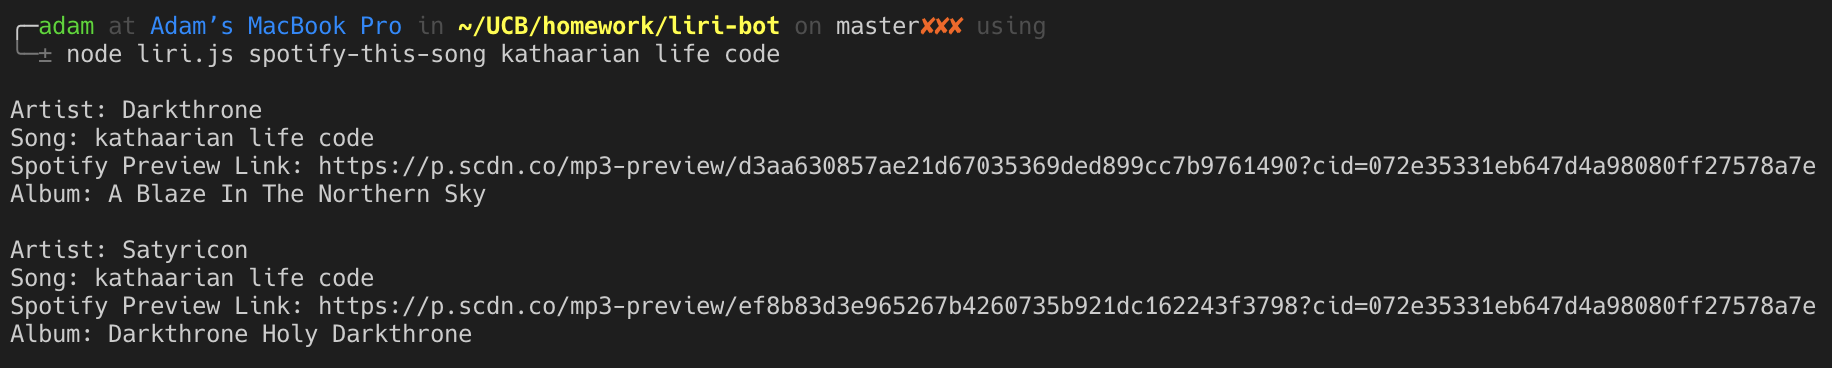 adam at Adam’s MacBook Pro in ~/UCB/homework/liri-bot on master✘✘✘ using
± node liri.js spotify-this-song kathaarian life code
Artist: Darkthrone
Song: kathaarian life code
Spotify Preview Link: https://p.scdn.co/mp3-preview/d3aa630857ae21d67035369ded899cc7b9761490?cid=072e35331eb647d4a98080ff27578a7e
Album: A Blaze In The Northern Sky
Artist: Satyricon
Song: kathaarian life code
Spotify Preview Link: https://p.scdn.co/mp3-preview/ef8b83d3e965267b4260735b921dc162243f3798?cid=072e35331eb647d4a98080ff27578a7e
Album: Darkthrone Holy Darkthrone